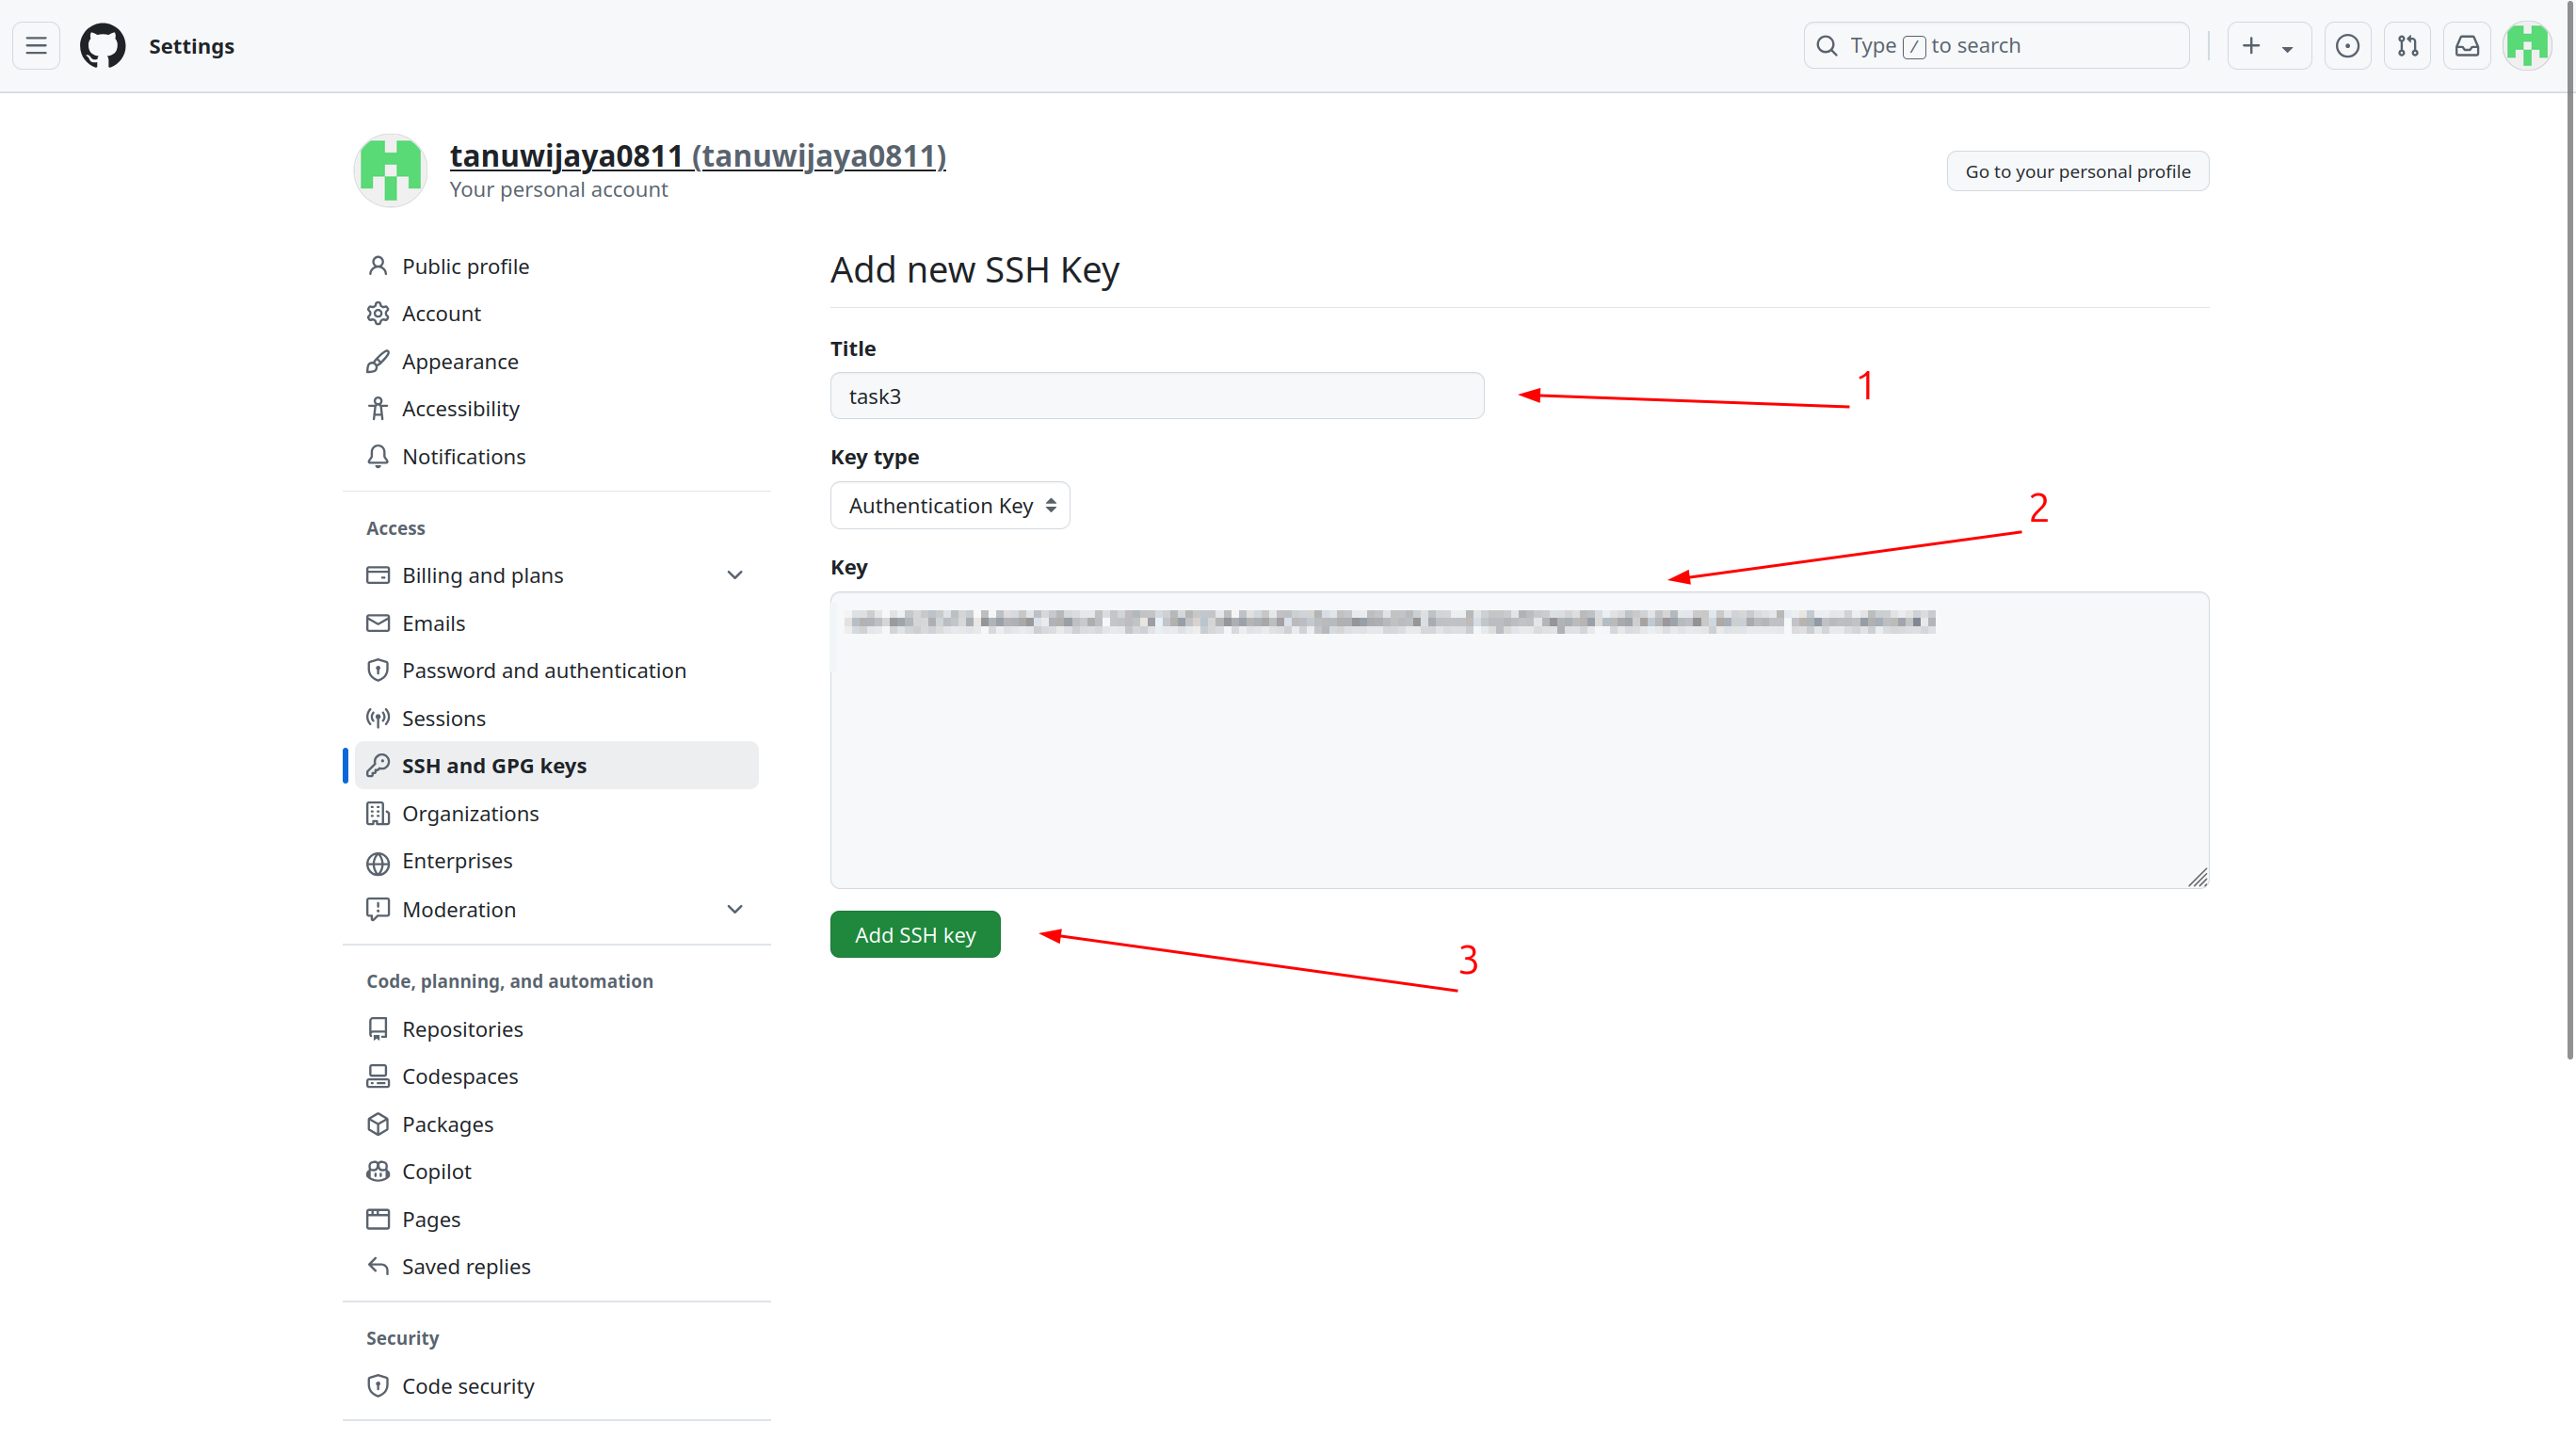 Settings
Type / to search
tanuwijaya0811 (tanuwijaya0811)
Your personal account
Go to your personal profile
Public profile
Account
Appearance
Accessibility
Notifications
Access
Billing and plans
Emails
Password and authentication
Sessions
SSH and GPG keys
Organizations
Enterprises
Moderation
Code, planning, and automation
Repositories
Codespaces
Packages
Copilot
Pages
Saved replies
Security
Code security
Add new SSH Key
Title
task3
1
Key type
Authentication Key
2
Key
Add SSH key
3